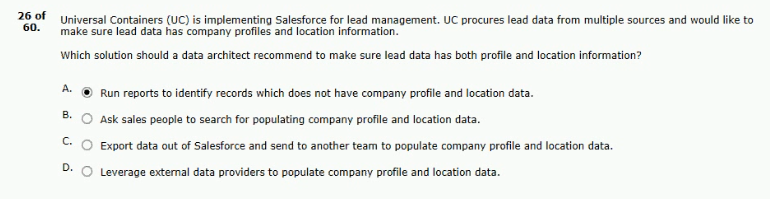 26 of 60.
Universal Containers (UC) is implementing Salesforce for lead management. UC procures lead data from multiple sources and would like to
make sure lead data has company profiles and location information.
Which solution should a data architect recommend to make sure lead data has both profile and location information?
A. Run reports to identify records which does not have company profile and location data.
B. Ask sales people to search for populating company profile and location data.
C. Export data out of Salesforce and send to another team to populate company profile and location data.
D. Leverage external data providers to populate company profile and location data.